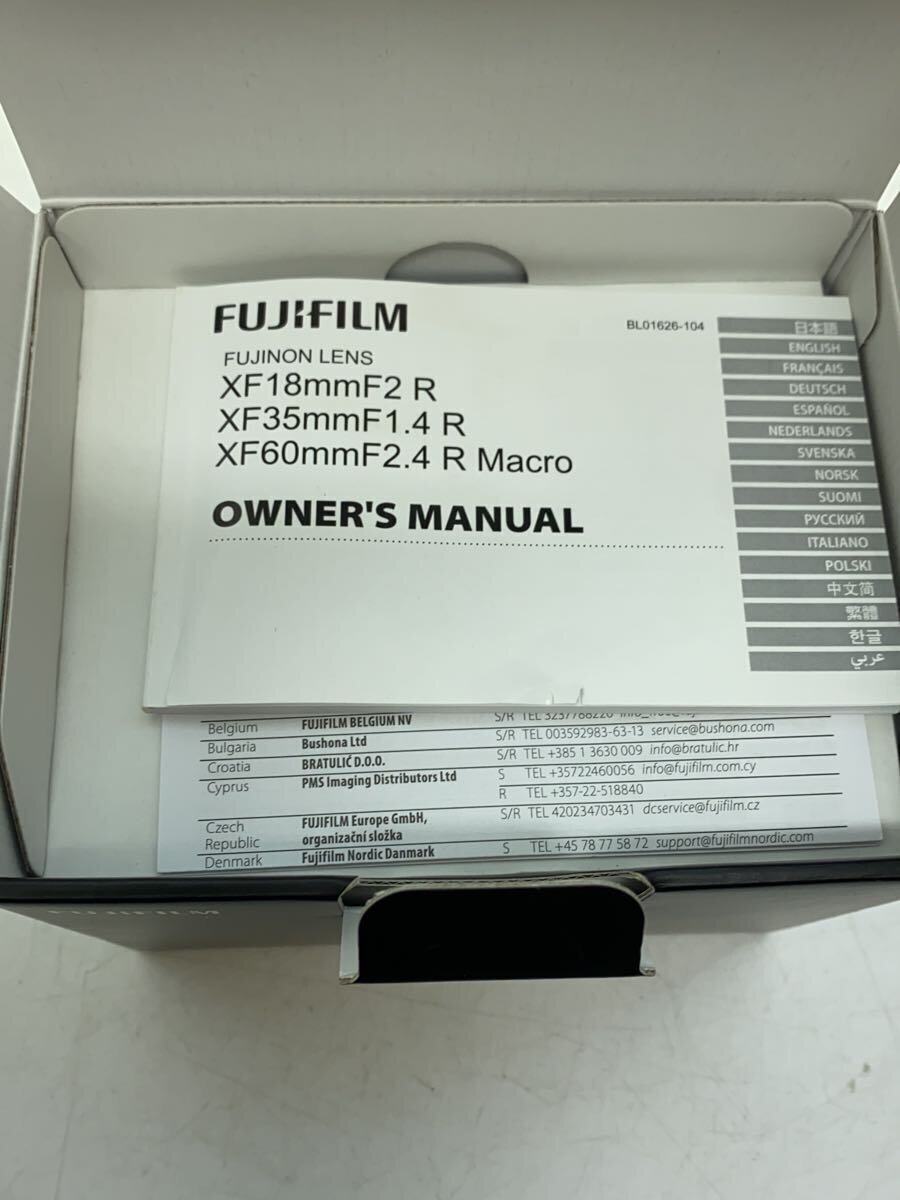 FUJIFILM
BL01626-104
FUJINON LENS
XF18mmF2 R
XF35mmF1.4 R
XF60mmF2.4 R Macro
OWNER'S MANUAL
日本語
ENGLISH
FRANÇAIS
DEUTSCH
ESPAÑOL
NEDERLANDS
SVENSKA
NORSK
SUOMI
РУССКИЙ
ITALIANO
POLSKI
中文简
繁體
한글
عربي
Belgium FUJIFILM BELGIUM NV S/R TEL 3237766220
Bulgaria Bushona Ltd S/R TEL 003592983-63-13 service@bushona.com
Croatia BRATULIĆ D.O.O. S/R TEL +385 1 3630 009 info@bratulic.hr
Cyprus PMS Imaging Distributors Ltd S TEL +35722460056 info@fujifilm.com.cy
R TEL +357-22-518840
Czech Republic FUJIFILM Europe GmbH, organizační složka S/R TEL 420234703431 dcservice@fujifilm.cz
Denmark Fujifilm Nordic Danmark S TEL +45 78 77 58 72 support@fujifilmnordic.com
FUJIFILM